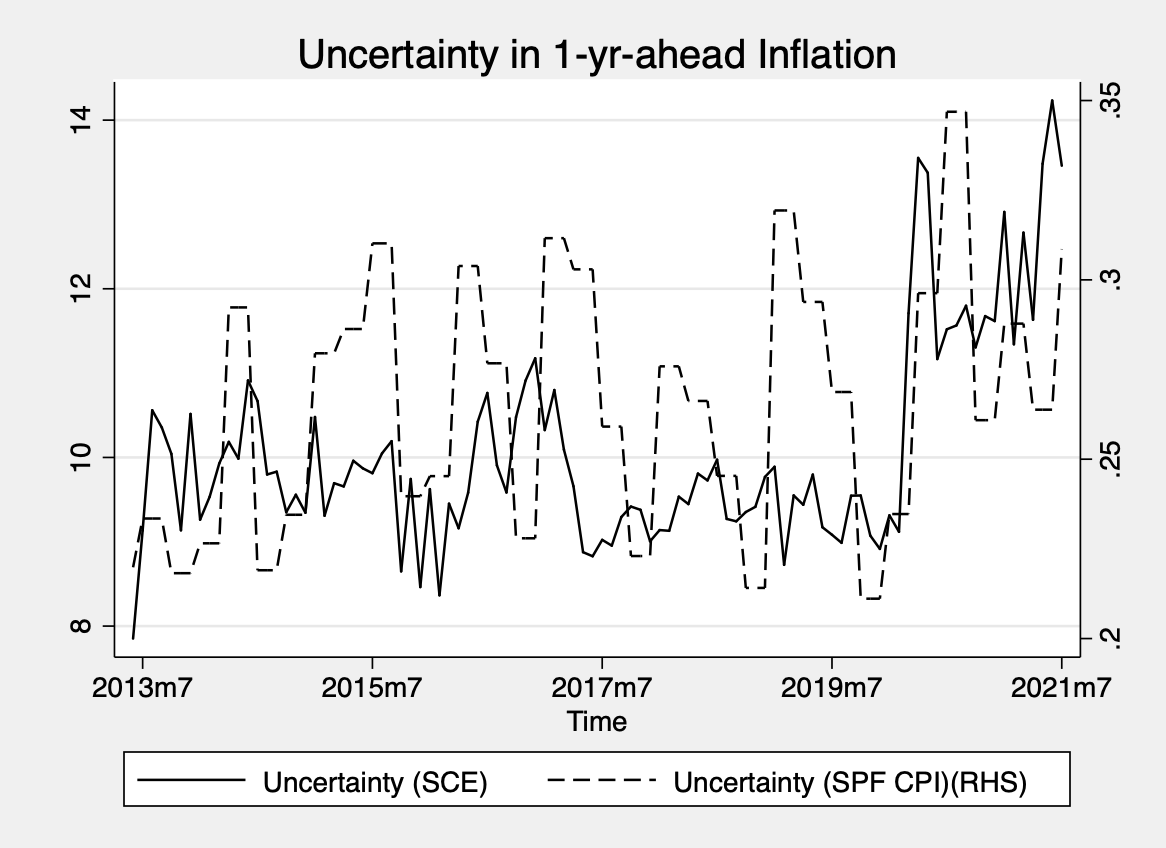 Uncertainty in 1-yr-ahead Inflation
14
12
10
8
.35
.3
.25
.2
2013m7 2015m7 2017m7 2019m7 2021m7
Time
Uncertainty (SCE) Uncertainty (SPF CPI)(RHS)